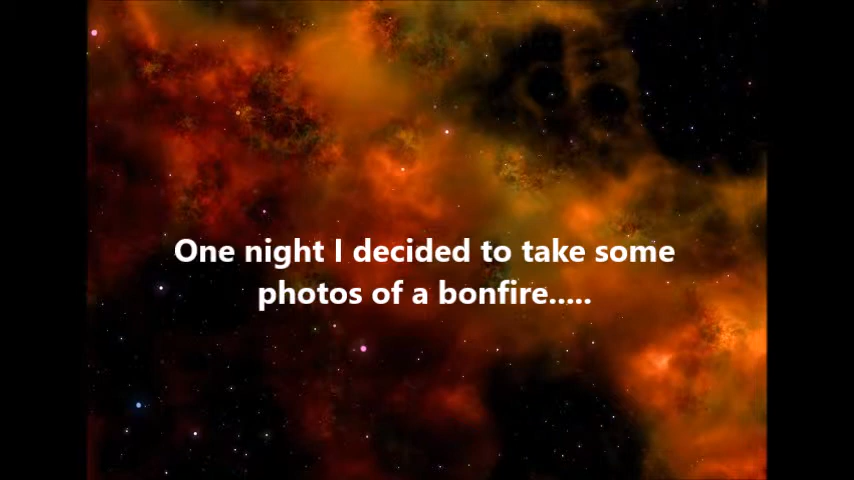 One night I decided to take some
photos of a bonfire.....